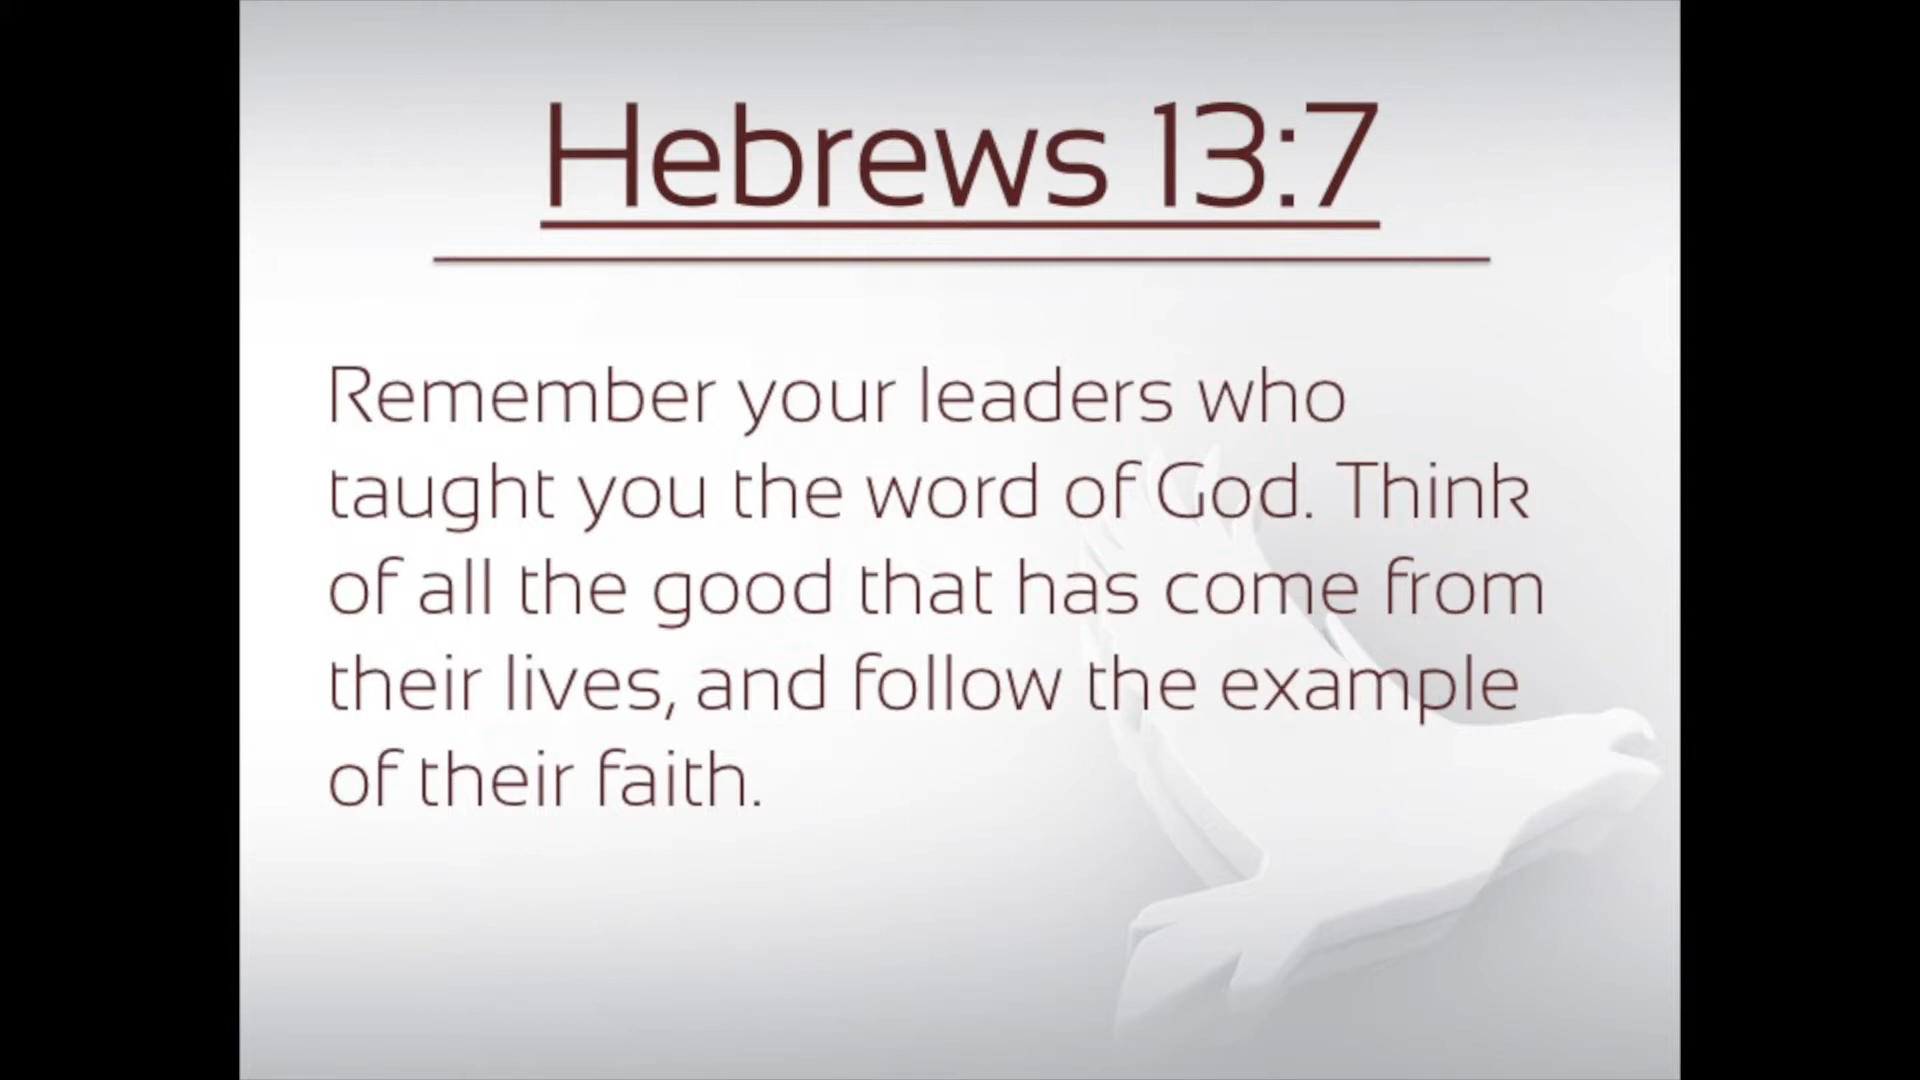 Hebrews 13:7
Remember your leaders who
taught you the word of God. Think
of all the good that has come from
their lives, and follow the example
of their faith.